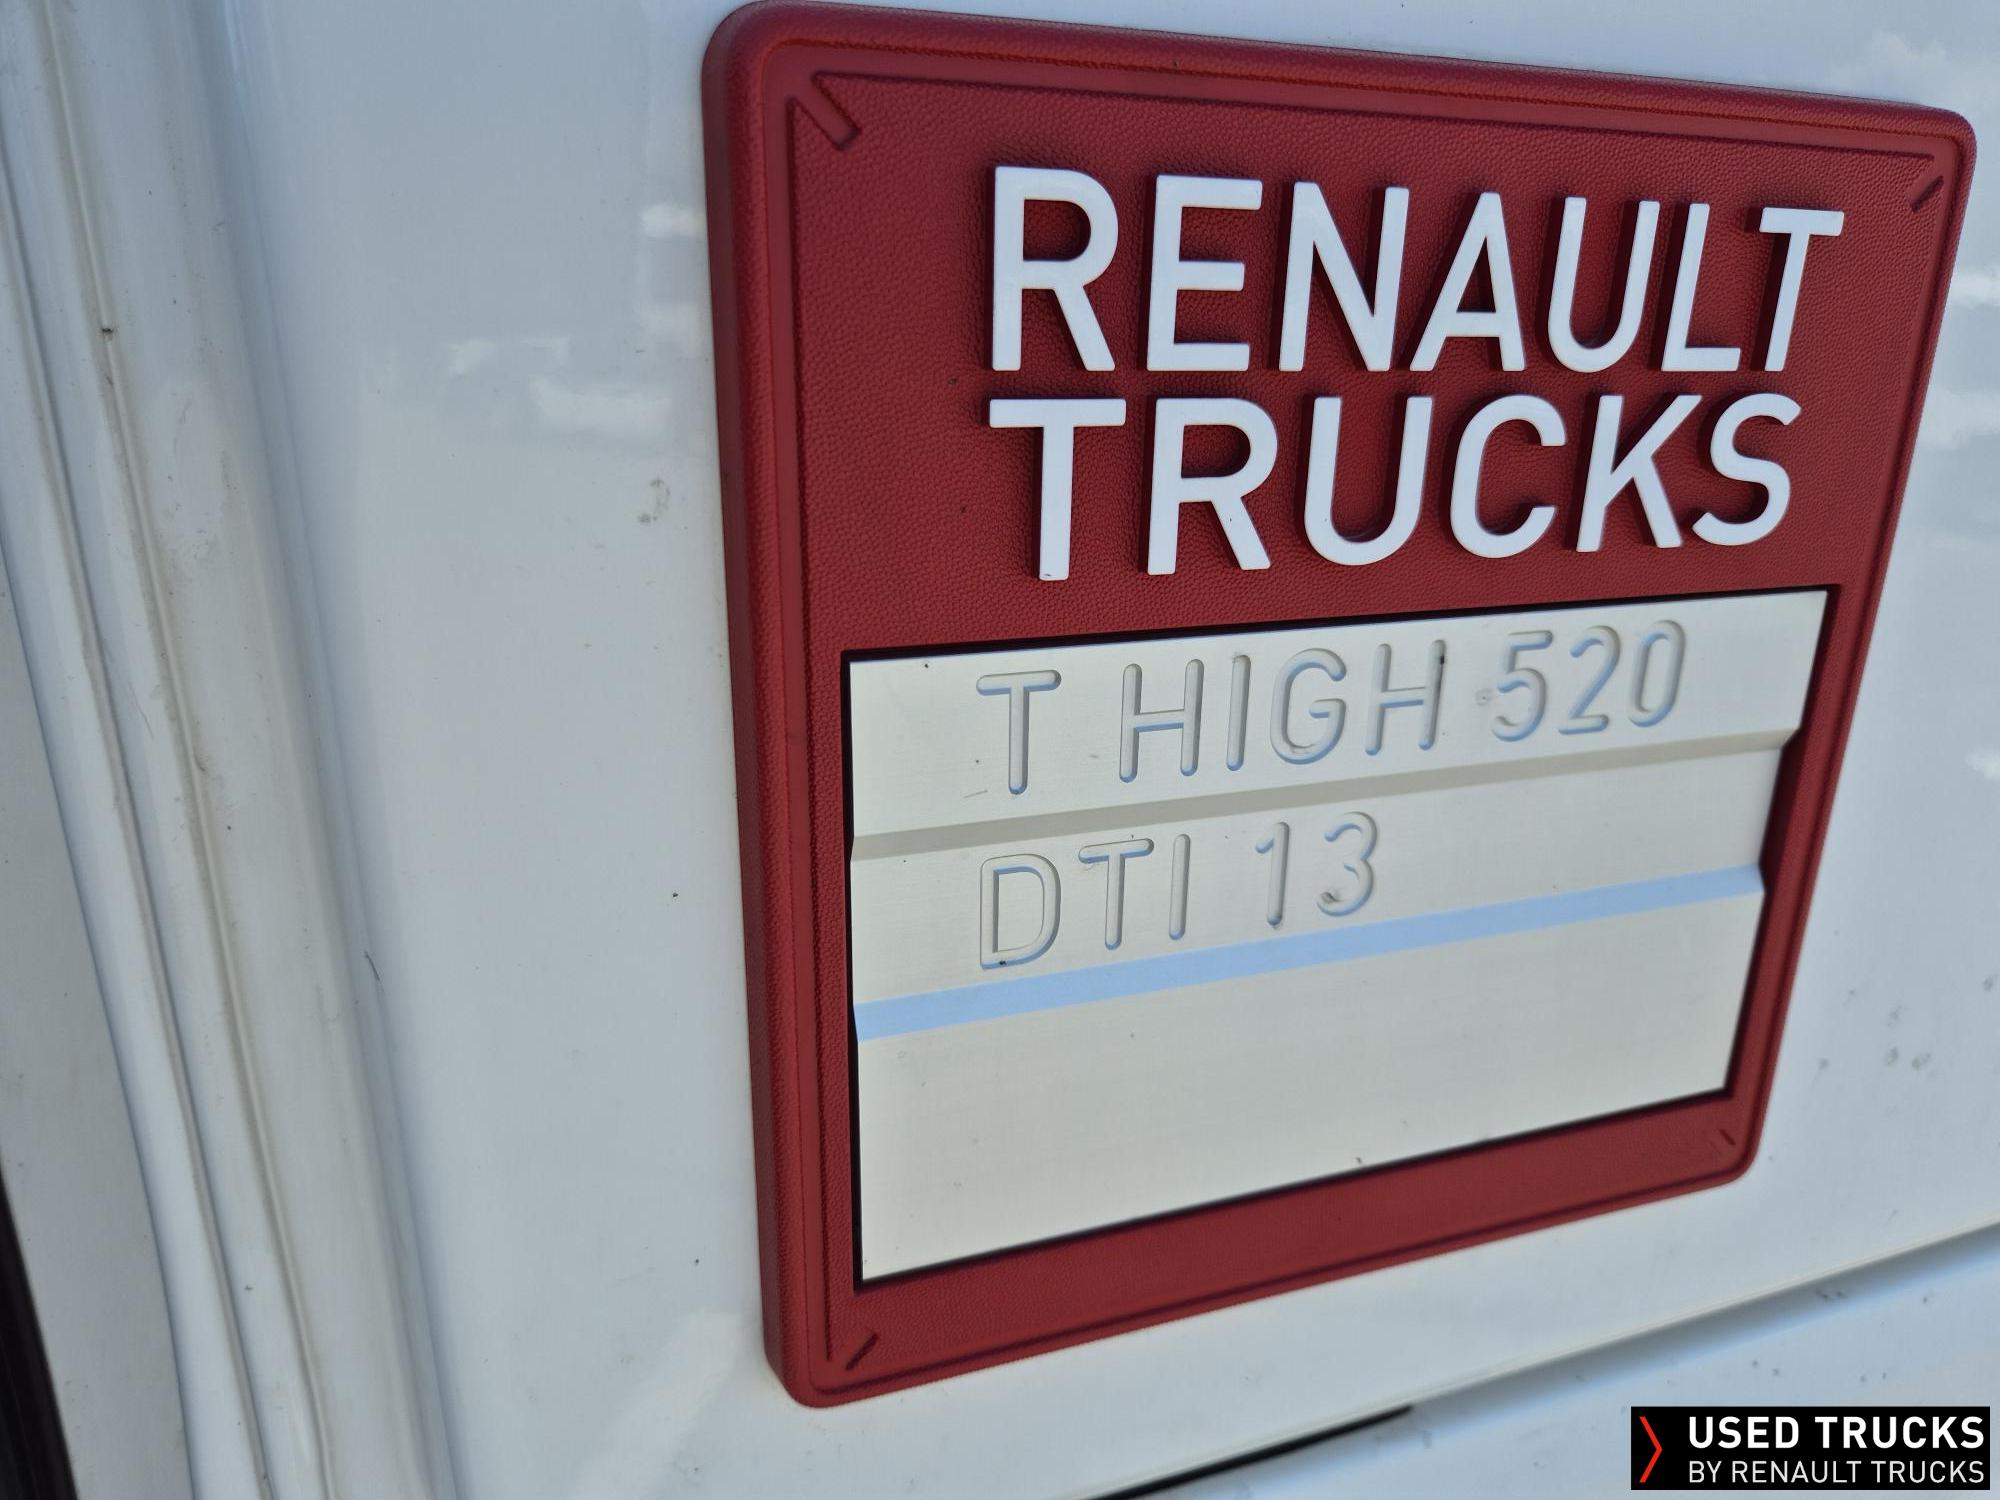 RENAULT
TRUCKS
T HIGH 520
DTI 13
USED TRUCKS
BY RENAULT TRUCKS